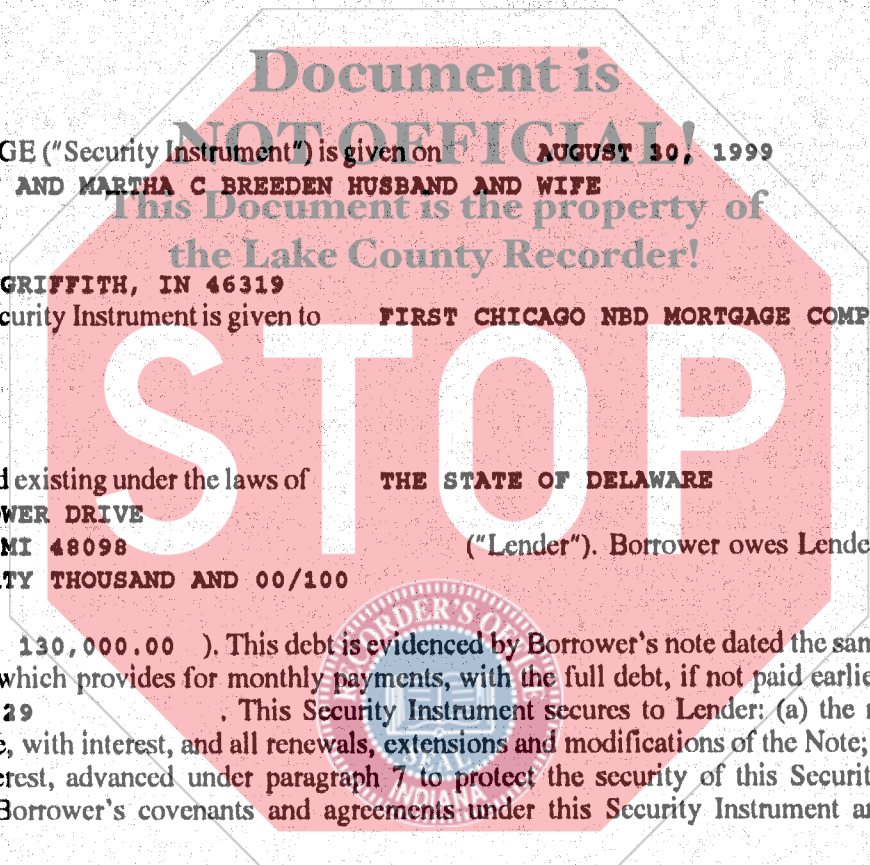 Document is
NOT OFFICIAL!
GE ("Security Instrument") is given on AUGUST 30, 1999
AND MARTHA C BREEDEN HUSBAND AND WIFE
This Document is the property of
the Lake County Recorder!
GRIFFITH, IN 46319
curity Instrument is given to FIRST CHICAGO NBD MORTGAGE COMP
STOP
d existing under the laws of THE STATE OF DELAWARE
WER DRIVE
MI 48098 ("Lender"). Borrower owes Lende
TY THOUSAND AND 00/100
130,000.00 ). This debt is evidenced by Borrower's note dated the sam
which provides for monthly payments, with the full debt, if not paid earlie
29 . This Security Instrument secures to Lender: (a) the r
e, with interest, and all renewals, extensions and modifications of the Note;
erest, advanced under paragraph 7 to protect the security of this Securit
Borrower's covenants and agreements under this Security Instrument an
RECORDER'S OFFICE
SEAL
INDIANA